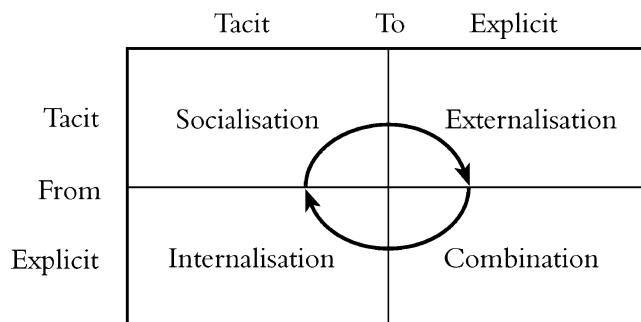 Tacit To Explicit
Tacit Socialisation Externalisation
From
Explicit Internalisation Combination